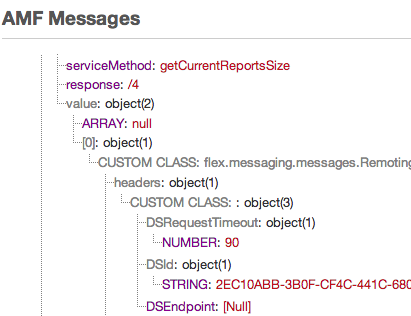 AMF Messages
serviceMethod: getCurrentReportsSize
response: /4
value: object(2)
ARRAY: null
[0]: object(1)
CUSTOM CLASS: flex.messaging.messages.Remoting
headers: object(1)
CUSTOM CLASS: : object(3)
DSRequestTimeout: object(1)
NUMBER: 90
DSId: object(1)
STRING: 2EC10ABB-3B0F-CF4C-441C-680
DSEndpoint: [Null]